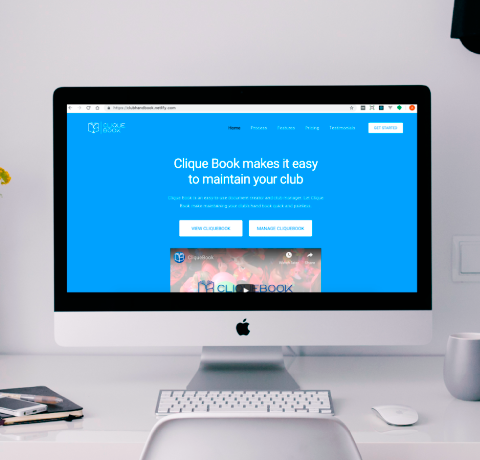 https://clubhandbook.netlify.com
CLIQUE
BOOK
Home Process Features Pricing Testimonials GET STARTED
Clique Book makes it easy
to maintain your club
VIEW CLIQUEBOOK MANAGE CLIQUEBOOK
CliqueBook
CLIQUEBOOK